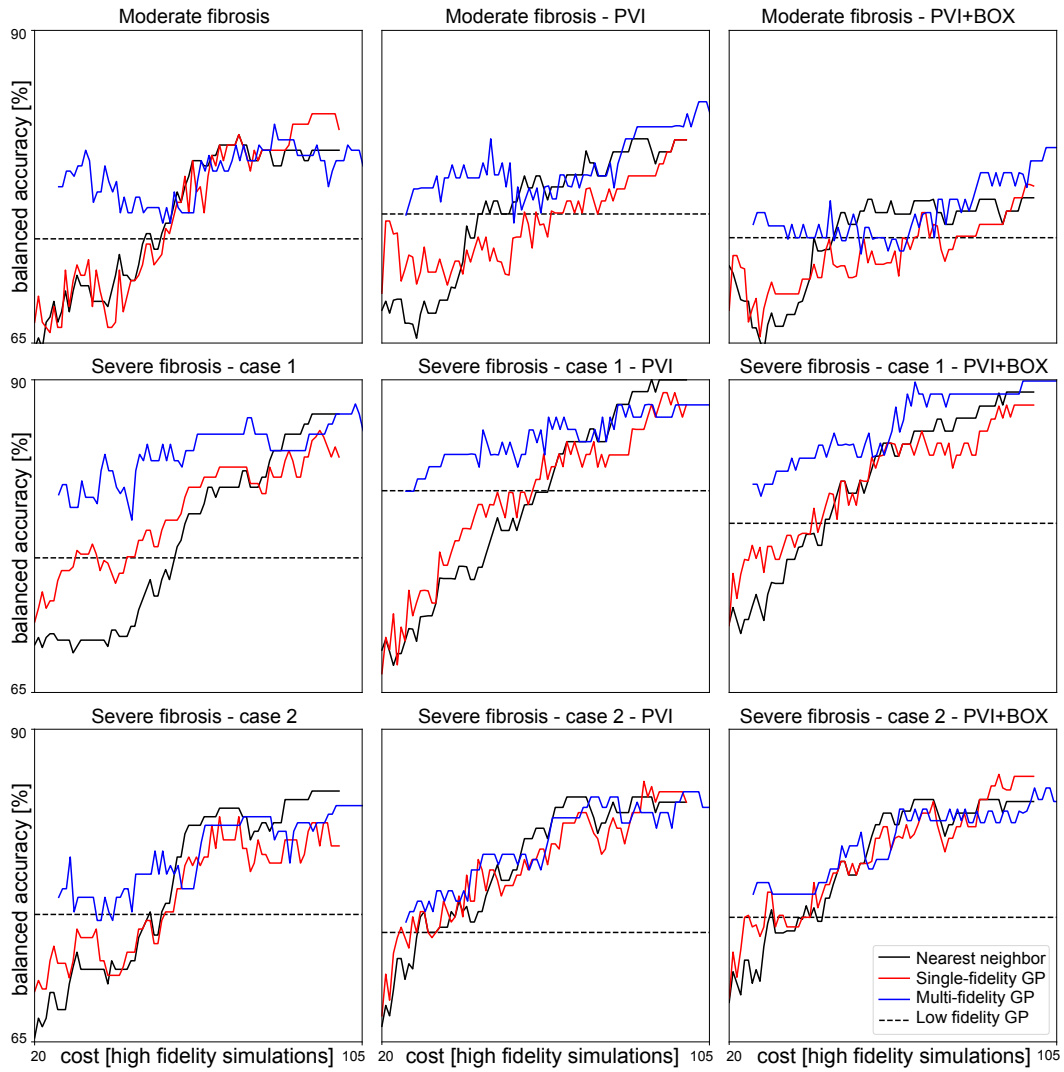 Moderate fibrosis
Moderate fibrosis - PVI
Moderate fibrosis - PVI+BOX
90
balanced accuracy [%]
65
Severe fibrosis - case 1
Severe fibrosis - case 1 - PVI
Severe fibrosis - case 1 - PVI+BOX
90
balanced accuracy [%]
65
Severe fibrosis - case 2
Severe fibrosis - case 2 - PVI
Severe fibrosis - case 2 - PVI+BOX
90
balanced accuracy [%]
65
Nearest neighbor
Single-fidelity GP
Multi-fidelity GP
Low fidelity GP
20 cost [high fidelity simulations] 105
20 cost [high fidelity simulations] 105
20 cost [high fidelity simulations] 105